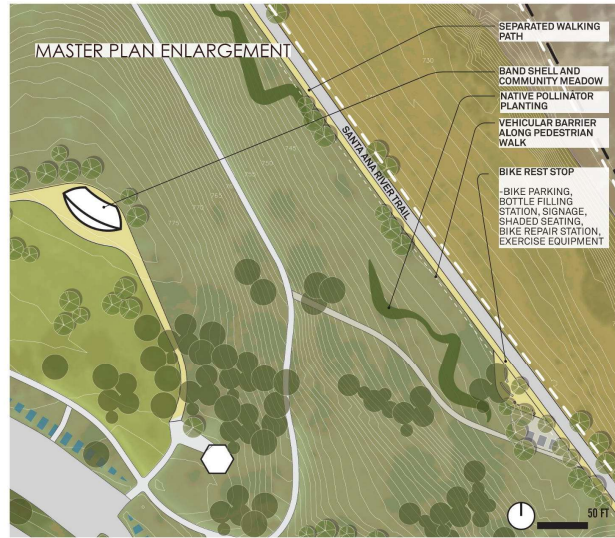 MASTER PLAN ENLARGEMENT
SEPARATED WALKING
PATH
BAND SHELL AND
COMMUNITY MEADOW
NATIVE POLLINATOR
PLANTING
VEHICULAR BARRIER
ALONG PEDESTRIAN
WALK
BIKE REST STOP
-BIKE PARKING,
BOTTLE FILLING
STATION, SIGNAGE,
SHADED SEATING,
BIKE REPAIR STATION,
EXERCISE EQUIPMENT
SANTA ANA RIVER TRAIL
765
50 FT